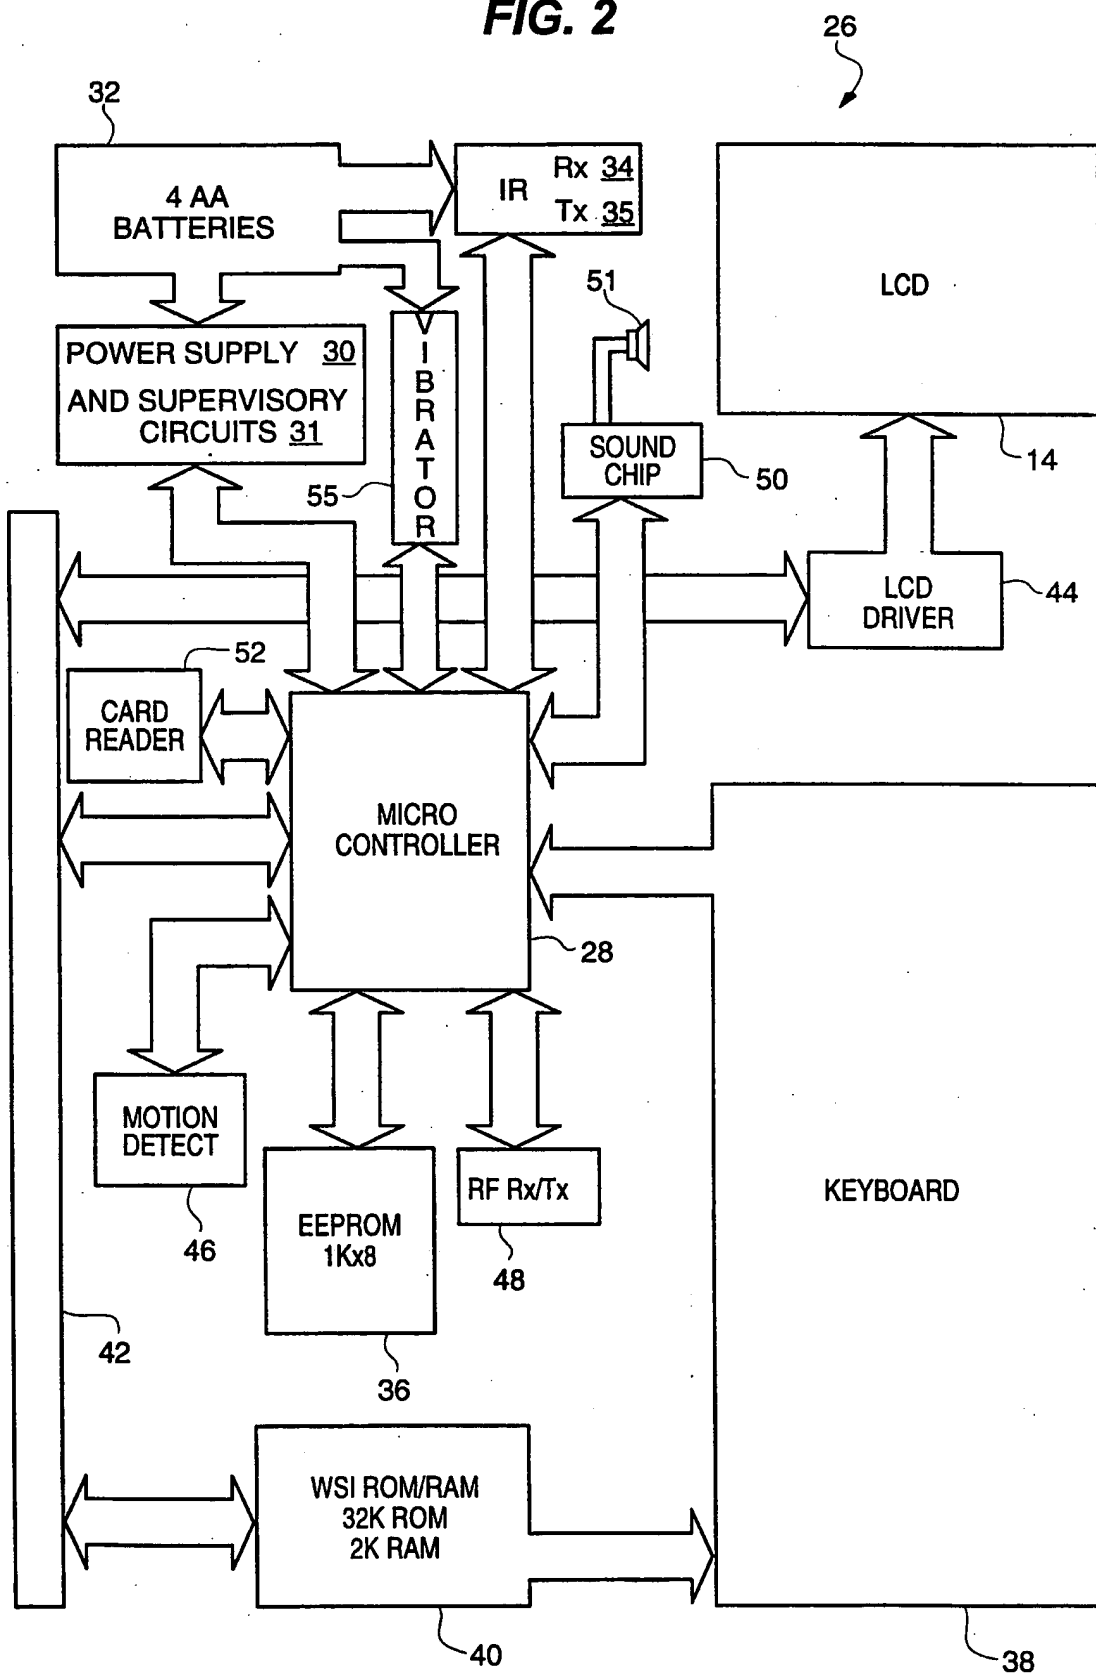 FIG. 2
26
32
4 AA
BATTERIES
IR
Rx 34
Tx 35
LCD
51
POWER SUPPLY 30
AND SUPERVISORY
CIRCUITS 31
VIBRATOR
55
SOUND
CHIP
50
14
LCD
DRIVER
44
52
CARD
READER
MICRO
CONTROLLER
28
MOTION
DETECT
46
EEPROM
1Kx8
36
RF Rx/Tx
48
KEYBOARD
42
WSI ROM/RAM
32K ROM
2K RAM
40
38